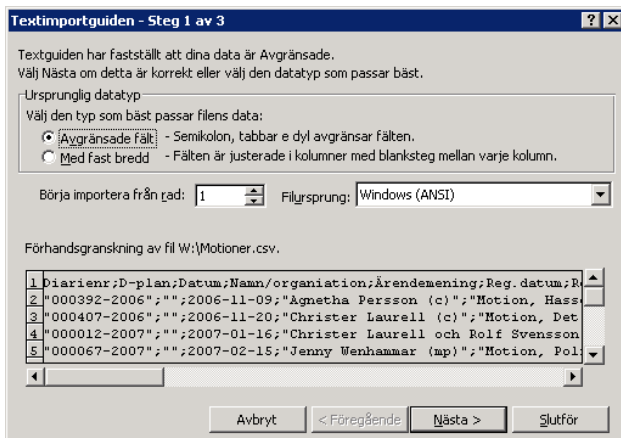 Textimportguiden - Steg 1 av 3
Textguiden har fastställt att dina data är Avgränsade.
Välj Nästa om detta är korrekt eller välj den datatyp som passar bäst.
Ursprunglig datatyp
Välj den typ som bäst passar filens data:
Avgränsade fält - Semikolon, tabbar e dyl avgränsar fälten.
Med fast bredd - Fälten är justerade i kolumner med blanksteg mellan varje kolumn.
Börja importera från rad: 1 Filursprung: Windows (ANSI)
Förhandsgranskning av fil W:\Motioner.csv.
1 Diarienr;D-plan;Datum;Namn/organiation;Ärendemening;Reg.datum;R
2 "000392-2006";"";2006-11-09;"Agnetha Persson (c)";"Motion, Hass
3 "000407-2006";"";2006-11-20;"Christer Laurell (c)";"Motion, Det
4 "000012-2007";"";2007-01-16;"Christer Laurell och Rolf Svensson
5 "000067-2007";"";2007-02-15;"Jenny Wenhammar (mp)";"Motion, Pol
Avbryt < Föregående Nästa > Slutför